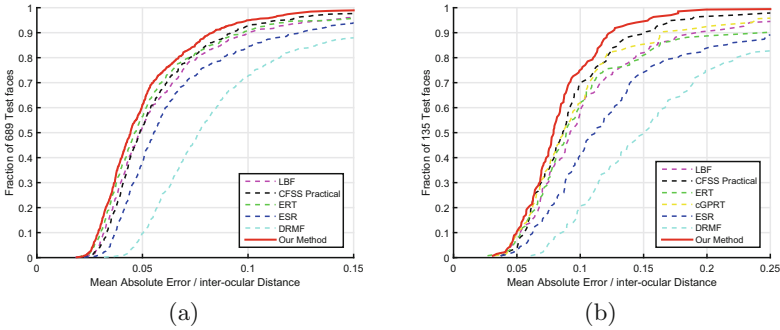 1
0.9
0.8
0.7
0.6
0.5
0.4
0.3
0.2
0.1
0
Fraction of 689 Test faces
LBF
CFSS Practical
ERT
ESR
DRMF
Our Method
0 0.05 0.1 0.15
Mean Absolute Error / inter-ocular Distance
(a)
1
0.9
0.8
0.7
0.6
0.5
0.4
0.3
0.2
0.1
0
Fraction of 135 Test faces
LBF
CFSS Practical
ERT
cGPRT
ESR
DRMF
Our Method
0 0.05 0.1 0.15 0.2 0.25
Mean Absolute Error / inter-ocular Distance
(b)